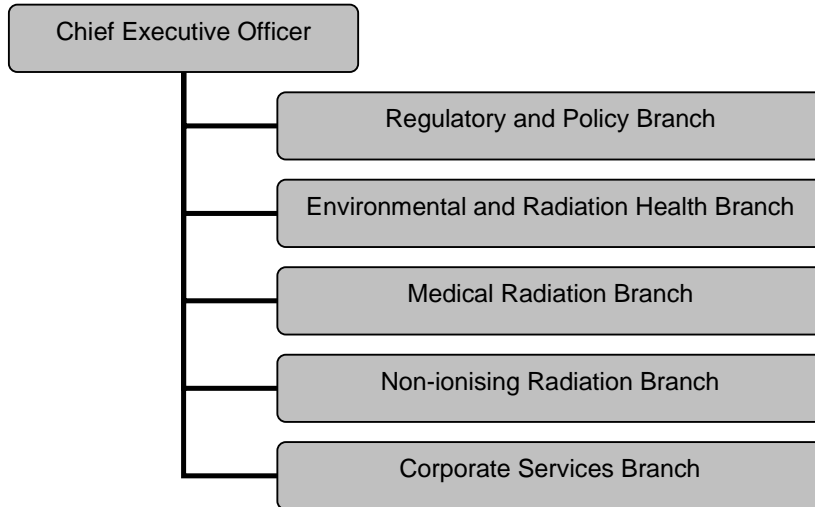 Chief Executive Officer
Regulatory and Policy Branch
Environmental and Radiation Health Branch
Medical Radiation Branch
Non-ionising Radiation Branch
Corporate Services Branch